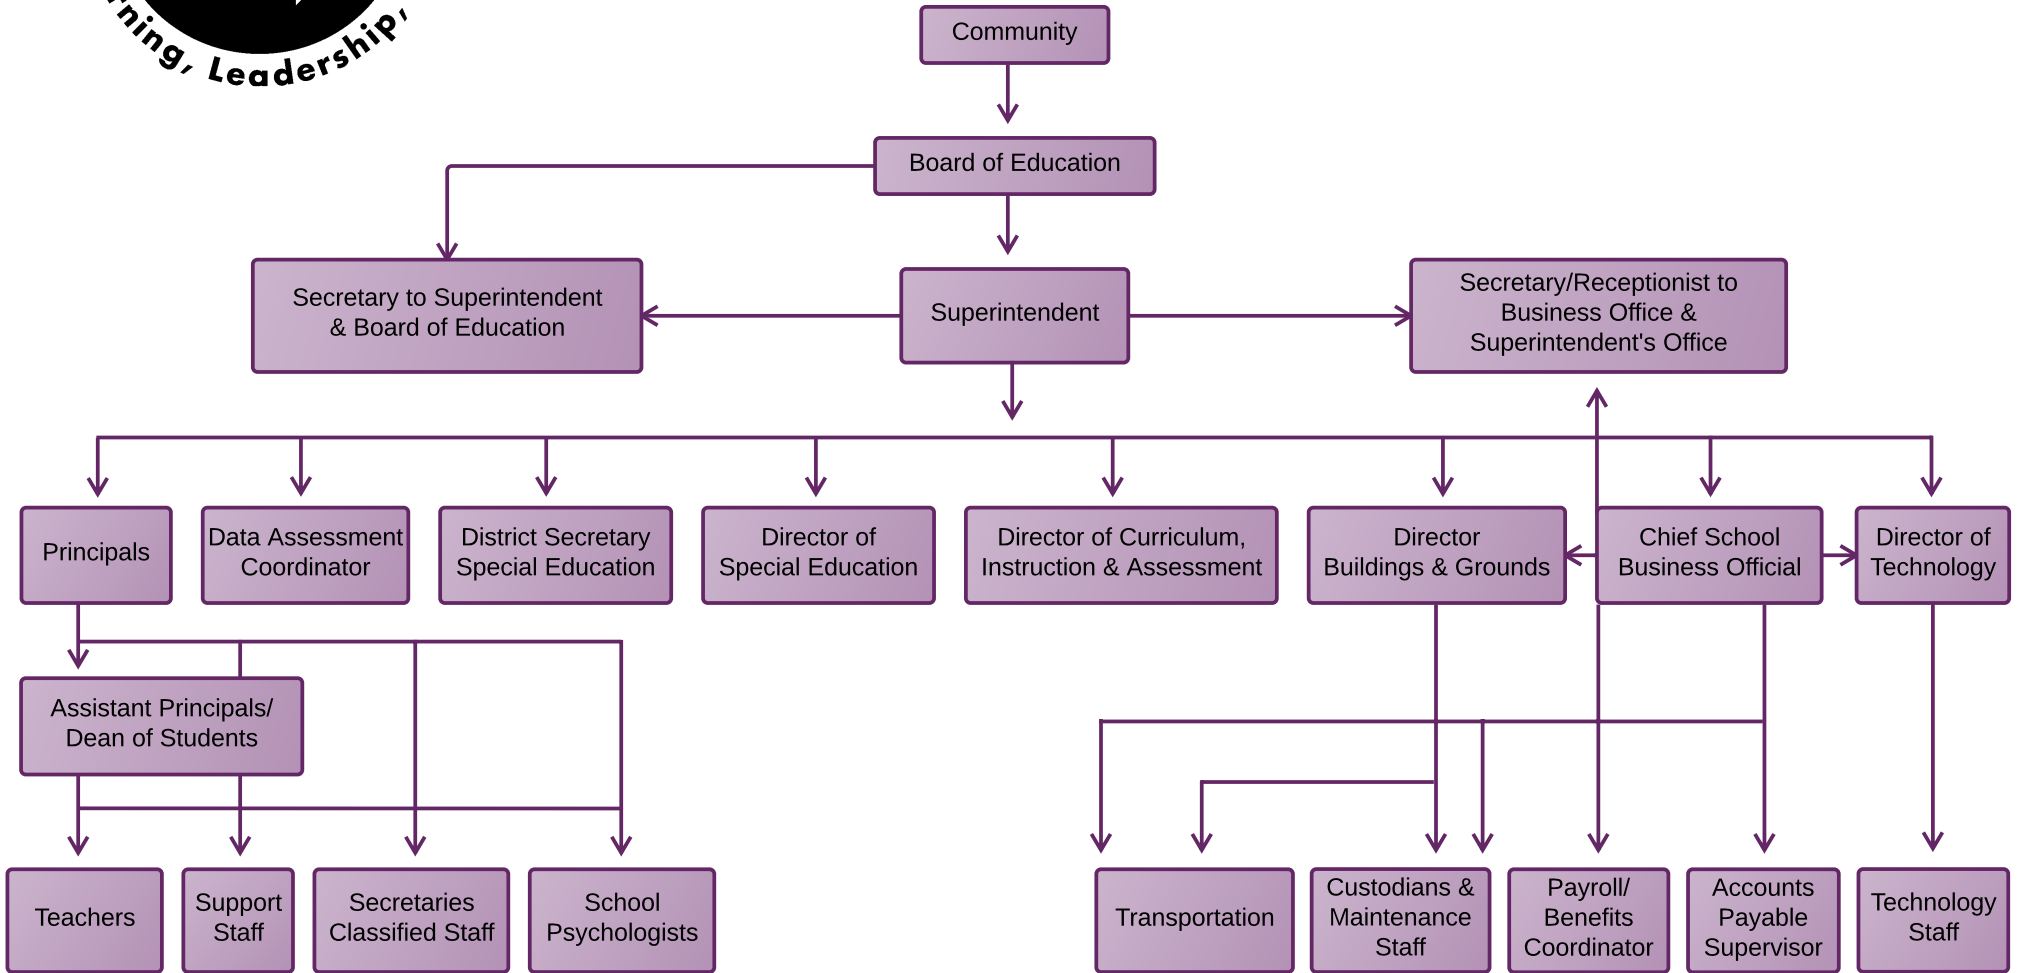 Leadership,
Community
Board of Education
Secretary to Superintendent
& Board of Education
Superintendent
Secretary/Receptionist to
Business Office &
Superintendent's Office
Principals
Data Assessment
Coordinator
District Secretary
Special Education
Director of
Special Education
Director of Curriculum,
Instruction & Assessment
Director
Buildings & Grounds
Chief School
Business Official
Director of
Technology
Assistant Principals/
Dean of Students
Teachers
Support
Staff
Secretaries
Classified Staff
School
Psychologists
Transportation
Custodians &
Maintenance
Staff
Payroll/
Benefits
Coordinator
Accounts
Payable
Supervisor
Technology
Staff